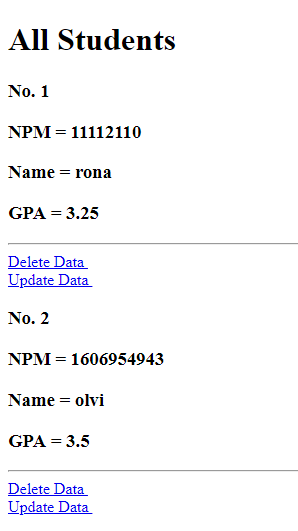 All Students
No. 1
NPM = 11112110
Name = rona
GPA = 3.25
Delete Data
Update Data
No. 2
NPM = 1606954943
Name = olvi
GPA = 3.5
Delete Data
Update Data